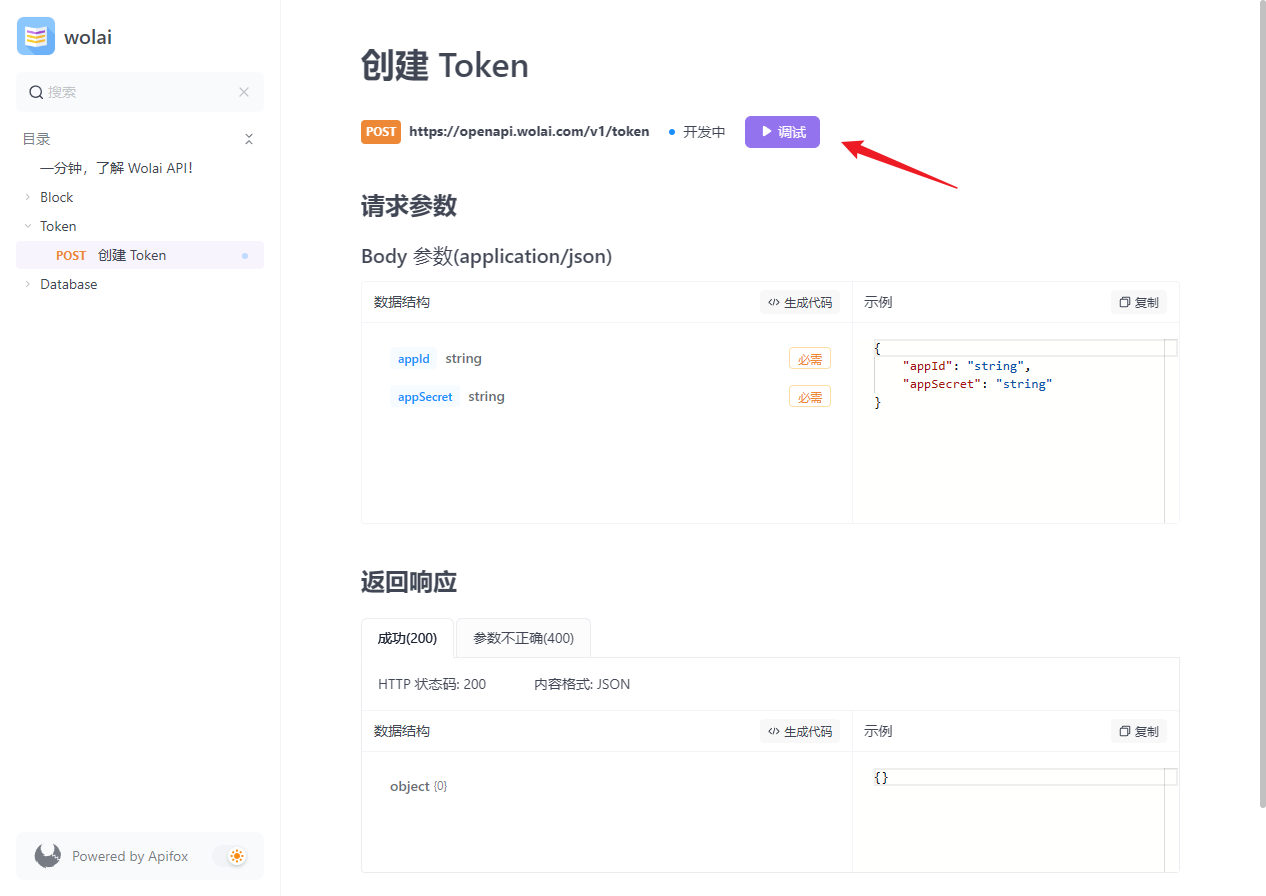 wolai
搜索
目录
一分钟，了解 Wolai API！
Block
Token
POST 创建 Token
Database
Powered by Apifox
创建 Token
POST https://openapi.wolai.com/v1/token 开发中 调试
请求参数
Body 参数(application/json)
数据结构 生成代码
appId string 必需
appSecret string 必需
示例 复制
{
"appId": "string",
"appSecret": "string"
}
返回响应
成功(200) 参数不正确(400)
HTTP 状态码: 200 内容格式: JSON
数据结构 生成代码
object {0}
示例 复制
{}